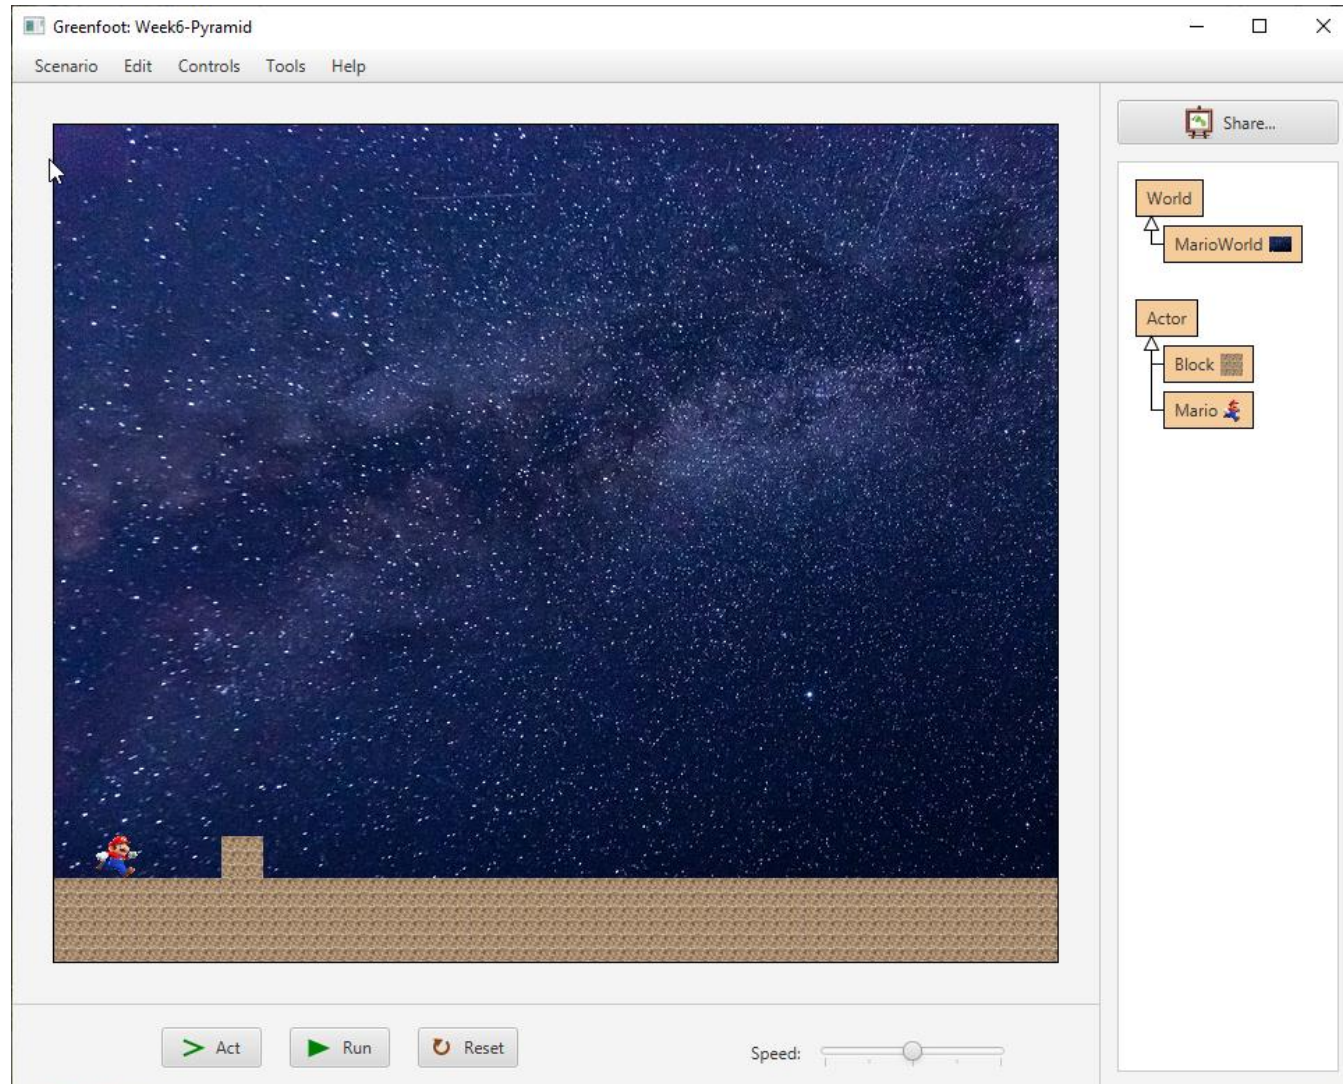 Greenfoot: Week6-Pyramid
Scenario Edit Controls Tools Help
Share...
World
MarioWorld
Actor
Block
Mario
Act Run Reset Speed: